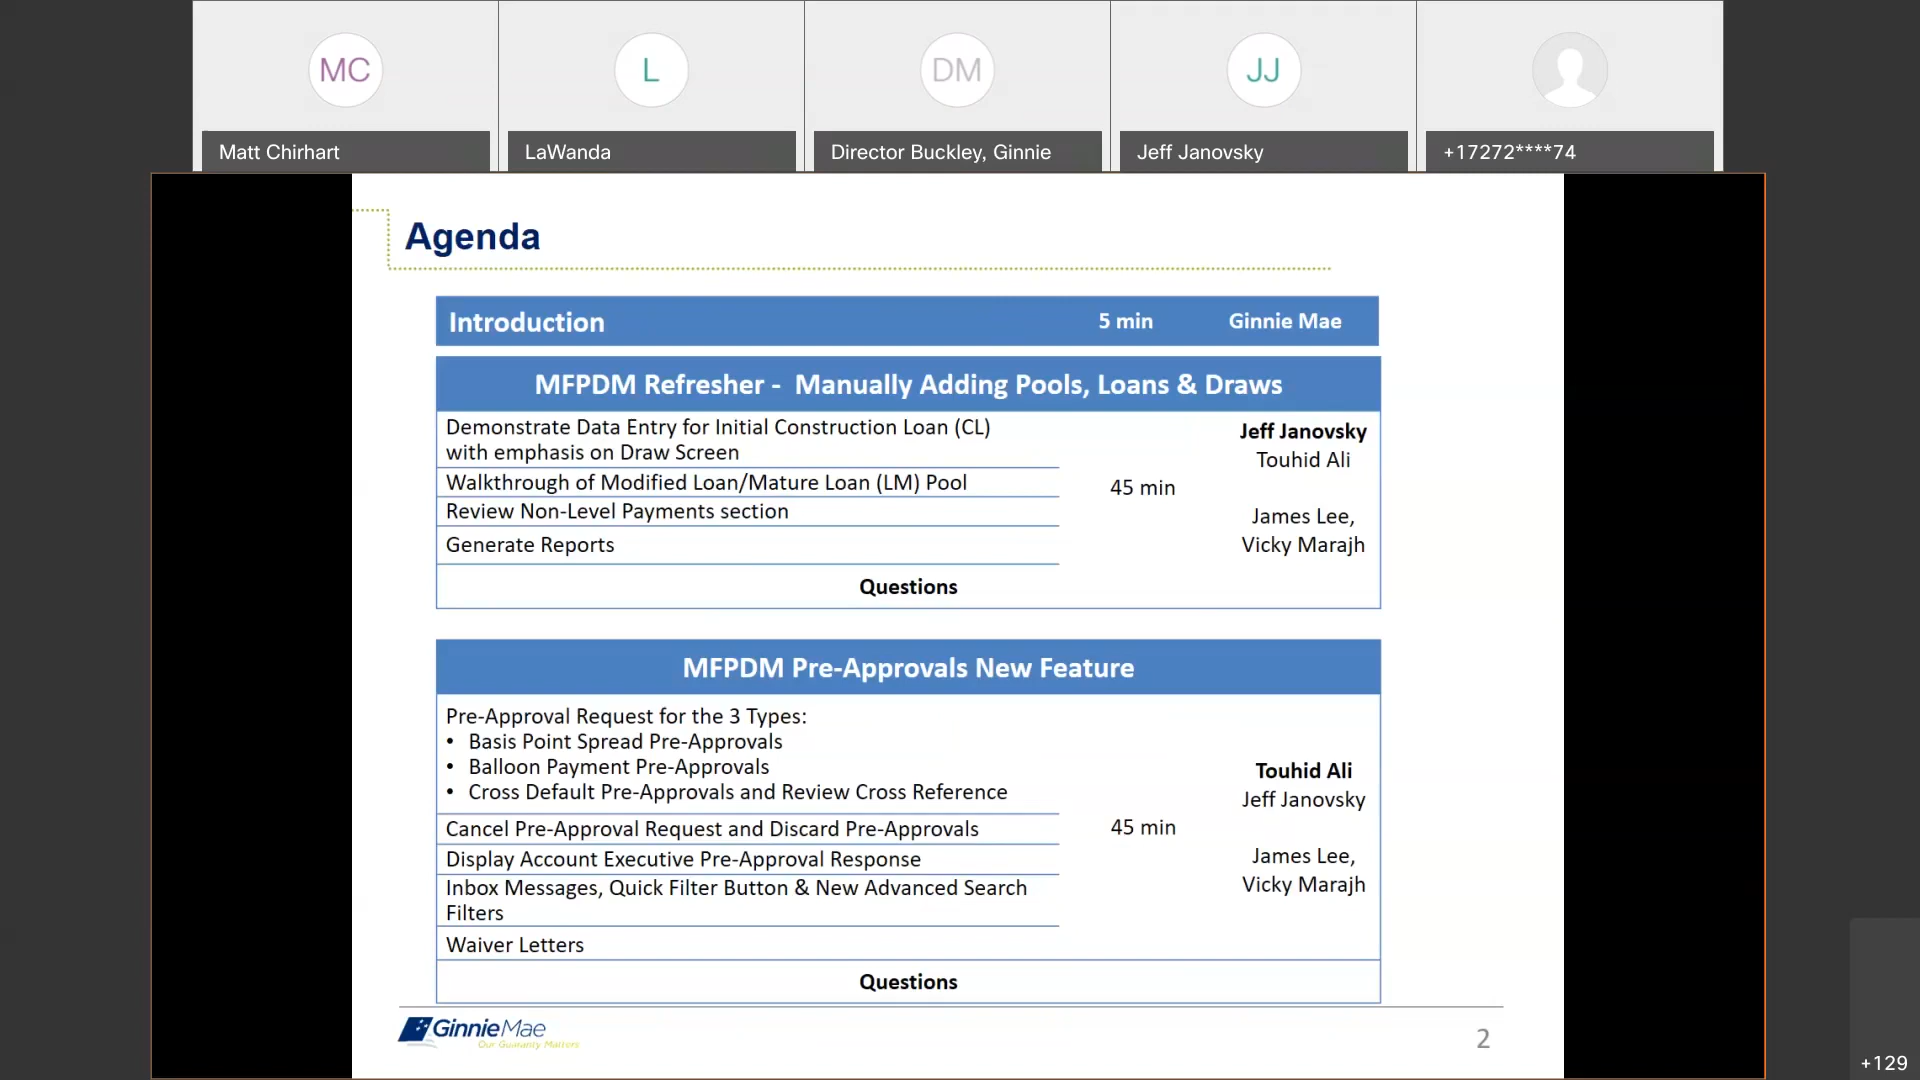 MC
L
DM
JJ
Matt Chirhart
LaWanda
Director Buckley, Ginnie
Jeff Janovsky
+17272****74
Agenda
Introduction 5 min Ginnie Mae
MFPDM Refresher - Manually Adding Pools, Loans & Draws
Demonstrate Data Entry for Initial Construction Loan (CL)
with emphasis on Draw Screen
Walkthrough of Modified Loan/Mature Loan (LM) Pool
Review Non-Level Payments section
Generate Reports
45 min
Jeff Janovsky
Touhid Ali
James Lee,
Vicky Marajh
Questions
MFPDM Pre-Approvals New Feature
Pre-Approval Request for the 3 Types:
• Basis Point Spread Pre-Approvals
• Balloon Payment Pre-Approvals
• Cross Default Pre-Approvals and Review Cross Reference
Cancel Pre-Approval Request and Discard Pre-Approvals
Display Account Executive Pre-Approval Response
Inbox Messages, Quick Filter Button & New Advanced Search
Filters
Waiver Letters
45 min
Touhid Ali
Jeff Janovsky
James Lee,
Vicky Marajh
Questions
GinnieMae
Our Guaranty Matters
2
+129